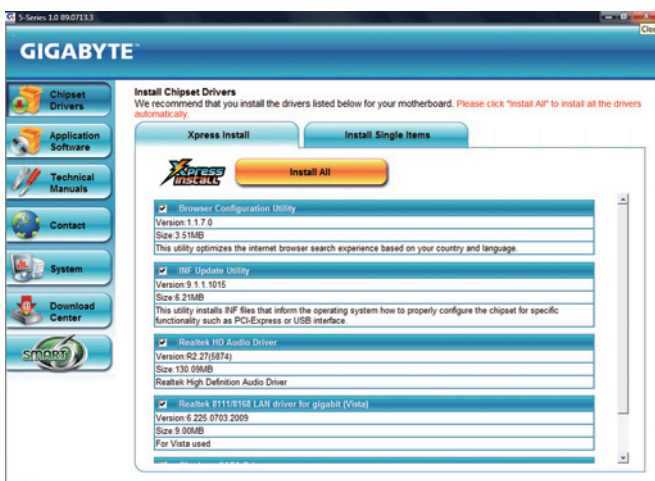 5-Series 1.0 B9.0713.1
Clos
GIGABYTE™
Chipset
Drivers
Application
Software
Technical
Manuals
Contact
System
Download
Center
SMART
Install Chipset Drivers
We recommend that you install the drivers listed below for your motherboard. Please click "Install All" to install all the drivers
automatically.
Xpress Install
Install Single Items
Xpress
INSTALL
Install All
Browser Configuration Utility
Version:1.1.7.0
Size:3.51MB
This utility optimizes the internet browser search experience based on your country and language.
INF Update Utility
Version:9.1.1.1015
Size:6.21MB
This utility installs INF files that inform the operating system how to properly configure the chipset for specific
functionality such as PCI-Express or USB interface.
Realtek HD Audio Driver
Version:R2.27(5874)
Size:130.09MB
Realtek High Definition Audio Driver
Realtek 8111/8168 LAN driver for gigabit (Vista)
Version:6.225.0703.2009
Size:9.00MB
For Vista used